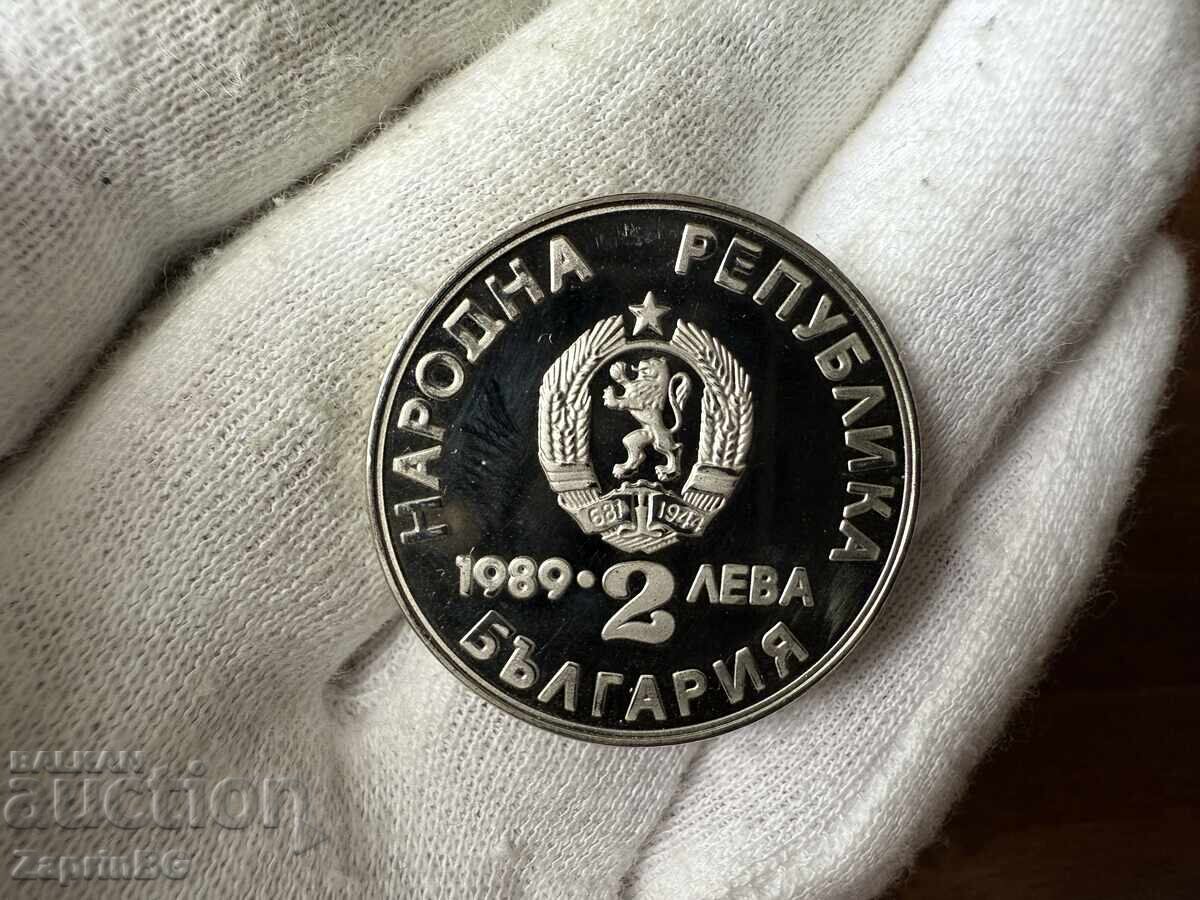 НАРОДНА РЕПУБЛИКА
681 1944
1989 • 2 ЛЕВА
БЪЛГАРИЯ
BALKAN
auction
ZaprinBG